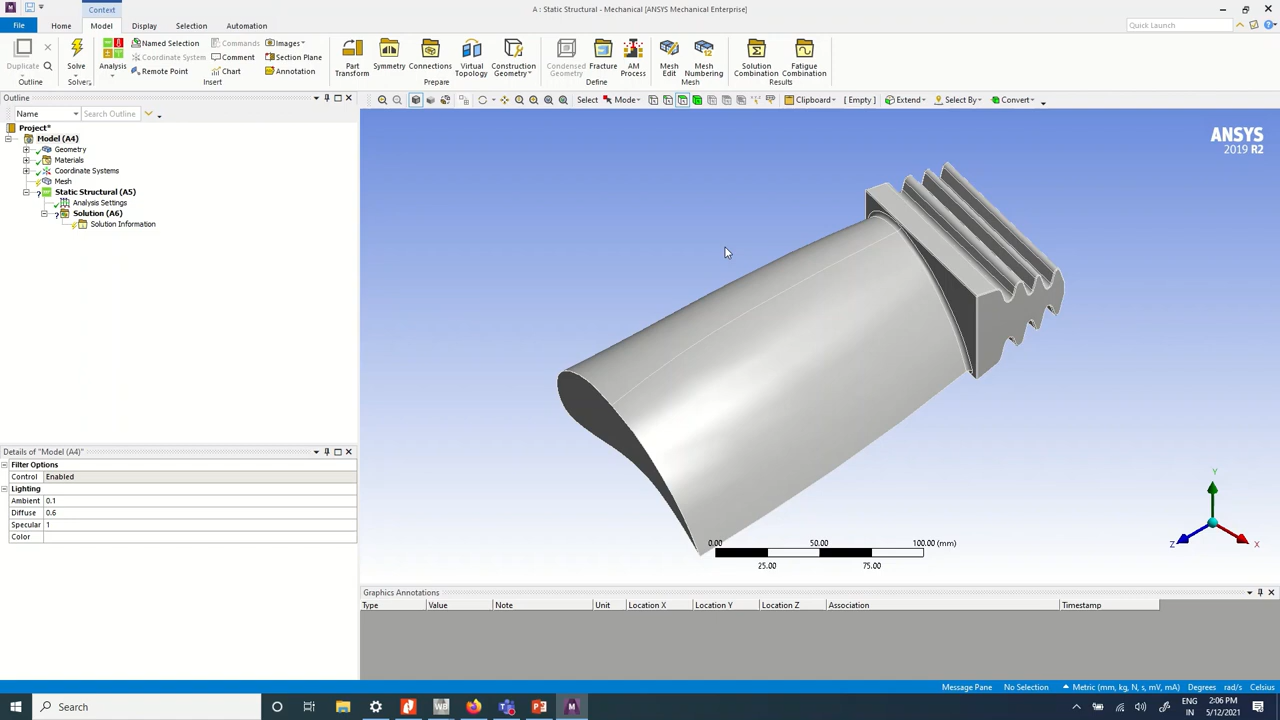 Context
A : Static Structural - Mechanical [ANSYS Mechanical Enterprise]
File Home Model Display Selection Automation
Quick Launch
Duplicate
Solve
Analysis
Named Selection Commands Images
Coordinate System Comment Section Plane
Remote Point Chart Annotation
Part Transform
Symmetry
Connections
Virtual Topology
Construction Geometry
Condensed Geometry
Fracture
AM Process
Mesh Edit
Mesh Numbering
Solution Combination
Fatigue Combination
Outline Solver Insert Prepare Define Mesh Results
Outline
Select Mode Clipboard [ Empty ] Extend Select By Convert
Name Search Outline
Project*
Model (A4)
Geometry
Materials
Coordinate Systems
Mesh
Static Structural (A5)
Analysis Settings
Solution (A6)
Solution Information
ANSYS
2019 R2
Details of "Model (A4)"
Filter Options
Control Enabled
Lighting
Ambient 0.1
Diffuse 0.6
Specular 1
Color
Y
Z
X
0.00 50.00 100.00 (mm)
25.00 75.00
Graphics Annotations
Type Value Note Unit Location X Location Y Location Z Association Timestamp
Message Pane No Selection Metric (mm, kg, N, s, mV, mA) Degrees rad/s Celsius
Search
WB
M
ENG
IN
2:06 PM
5/12/2021